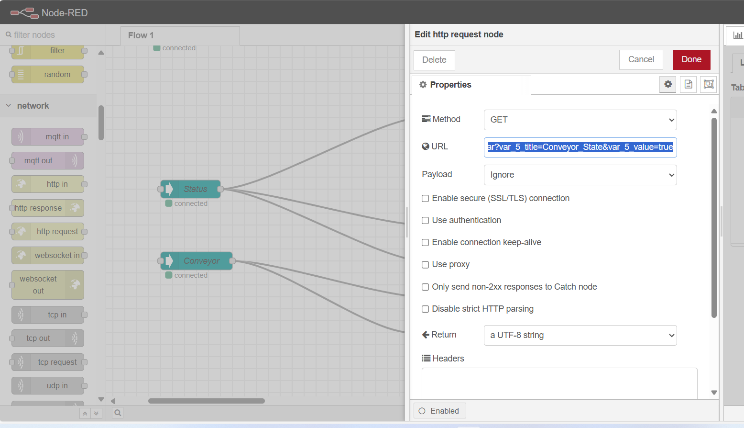 Node-RED
filter nodes
filter
random
network
mqtt in
mqtt out
http in
http response
http request
websocket in
websocket
out
tcp in
tcp out
tcp request
udp in
Flow 1
connected
Status
connected
Conveyor
connected
Edit http request node
Delete
Cancel
Done
Properties
Method
GET
URL
ar?var_5_title=Conveyor_State&var_5_value=true
Payload
Ignore
Enable secure (SSL/TLS) connection
Use authentication
Enable connection keep-alive
Use proxy
Only send non-2xx responses to Catch node
Disable strict HTTP parsing
Return
a UTF-8 string
Headers
Enabled
Tab